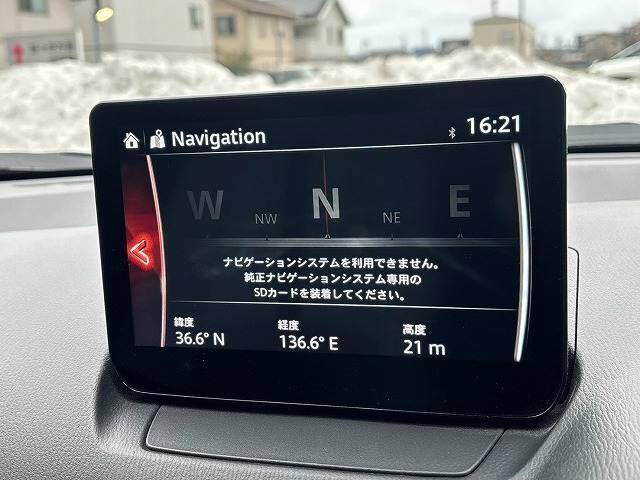 Navigation
16:21
W NW N NE E
ナビゲーションシステムを利用できません。
純正ナビゲーションシステム専用の
SDカードを装着してください。
緯度 経度 高度
36.6° N 136.6° E 21 m